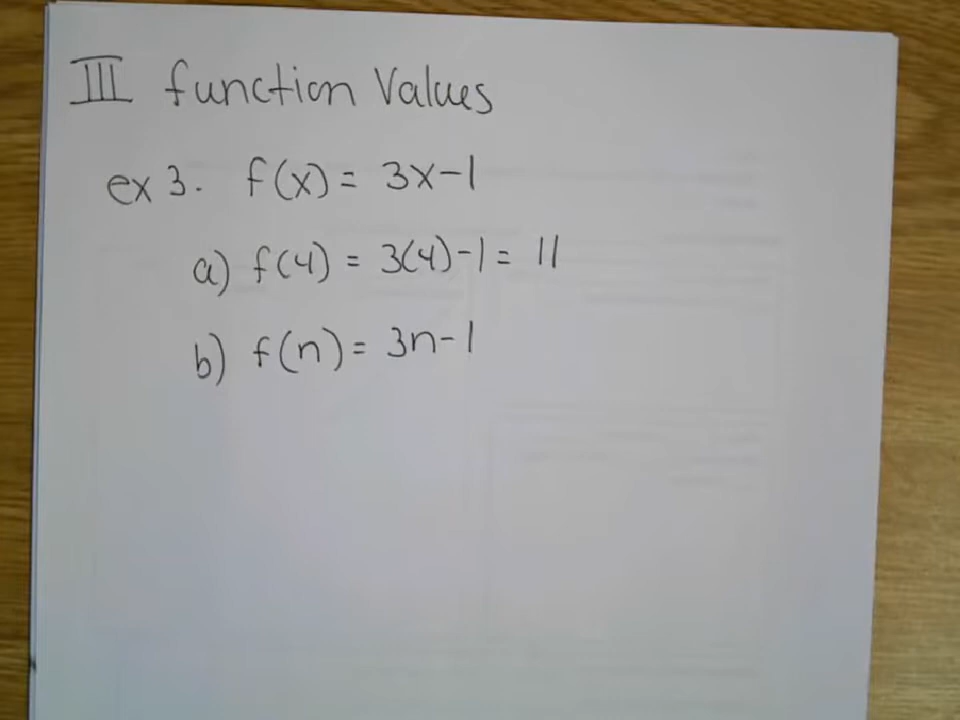 III function Values
ex 3. f(x) = 3x-1
a) f(4) = 3(4)-1 = 11
b) f(n) = 3n-1